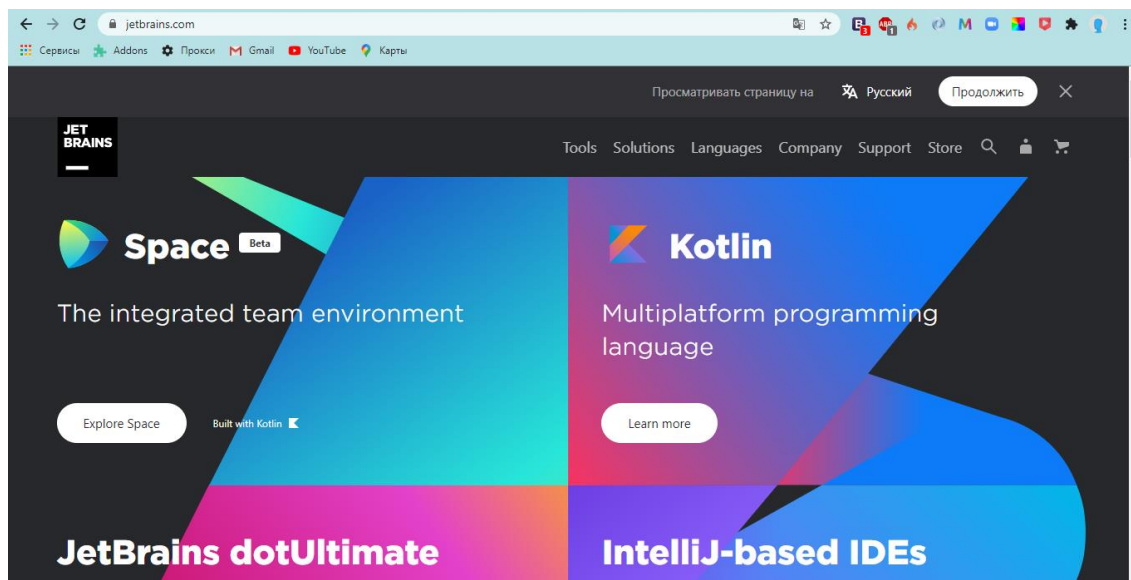 jetbrains.com
Сервисы Addons Прокси Gmail YouTube Карты
Просматривать страницу на Русский Продолжить
JET
BRAINS
Tools Solutions Languages Company Support Store
Space Beta
The integrated team environment
Explore Space Built with Kotlin
Kotlin
Multiplatform programming
language
Learn more
JetBrains dotUltimate
IntelliJ-based IDEs